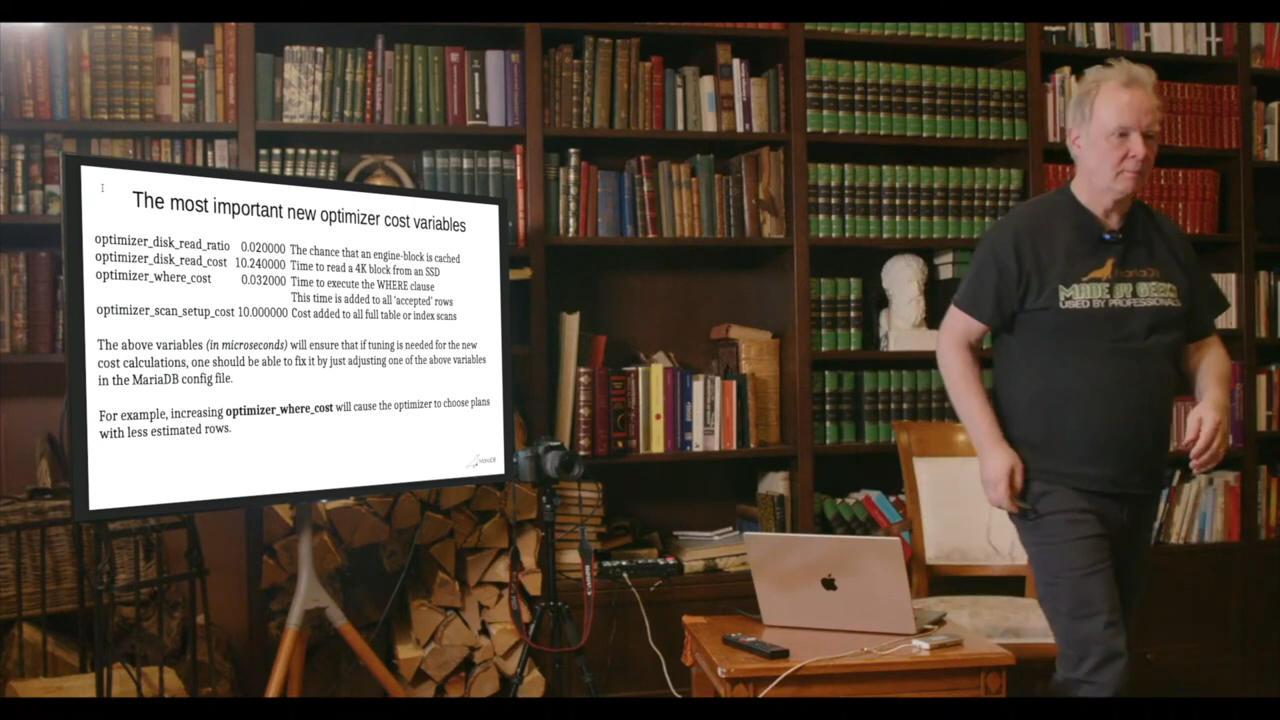 The most important new optimizer cost variables
optimizer_disk_read_ratio 0.020000 The chance that an engine-block is cached
optimizer_disk_read_cost 10.240000 Time to read a 4K block from an SSD
optimizer_where_cost 0.032000 Time to execute the WHERE clause
This time is added to all 'accepted' rows
optimizer_scan_setup_cost 10.000000 Cost added to all full table or index scans
The above variables (in microseconds) will ensure that if tuning is needed for the new
cost calculations, one should be able to fix it by just adjusting one of the above variables
in the MariaDB config file.
For example, increasing optimizer_where_cost will cause the optimizer to choose plans
with less estimated rows.
MariaDB
MariaDB
MADE BY GEEKS
USED BY PROFESSIONALS